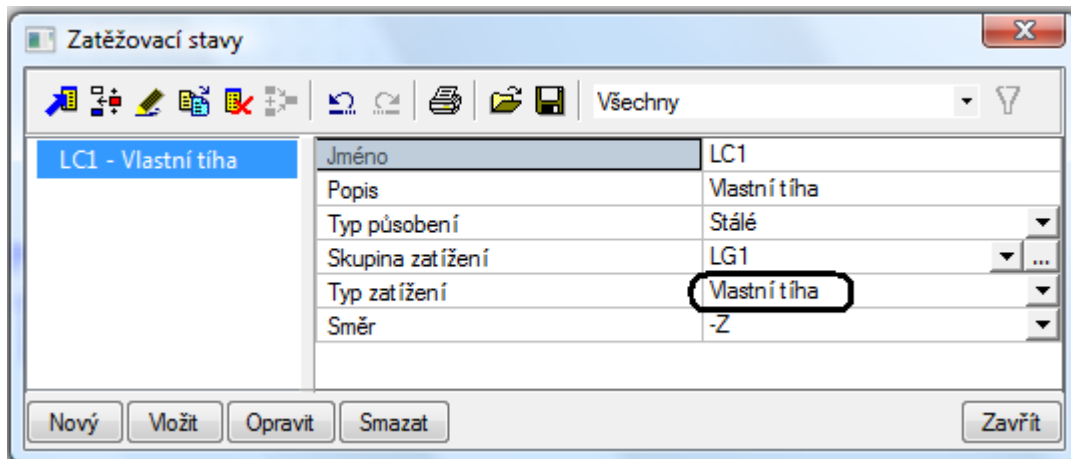 Zatěžovací stavy
Všechny
LC1 - Vlastní tíha
Jméno LC1
Popis Vlastní tíha
Typ působení Stálé
Skupina zatížení LG1 ...
Typ zatížení Vlastní tíha
Směr -Z
Nový Vložit Opravit Smazat Zavřít